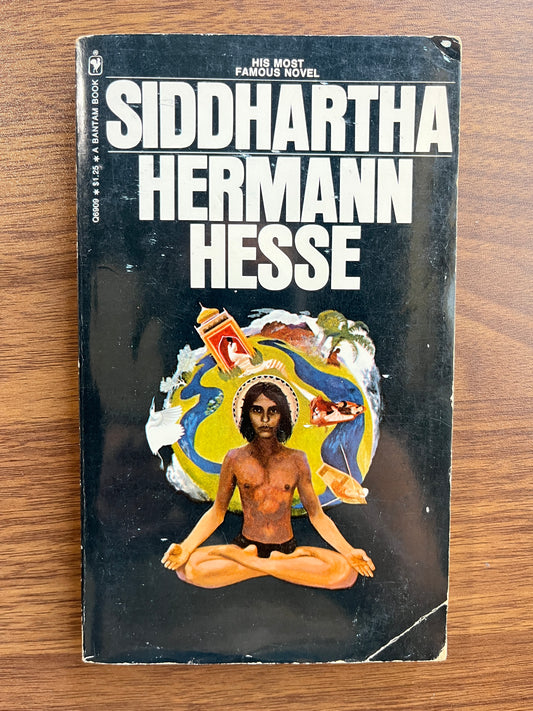 HIS MOST
FAMOUS NOVEL
SIDDHARTHA
HERMANN
HESSE
Q6909 * $1.25 * A BANTAM BOOK